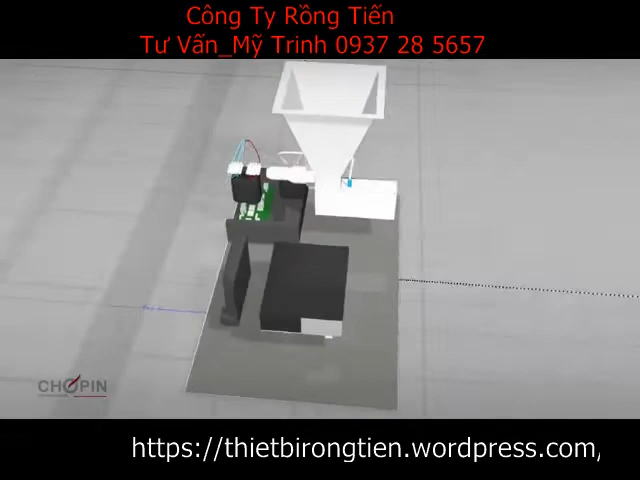 Công Ty Rồng Tiến
Tư Vấn_Mỹ Trinh 0937 28 5657
CHOPIN
https://thietbirongtien.wordpress.com,